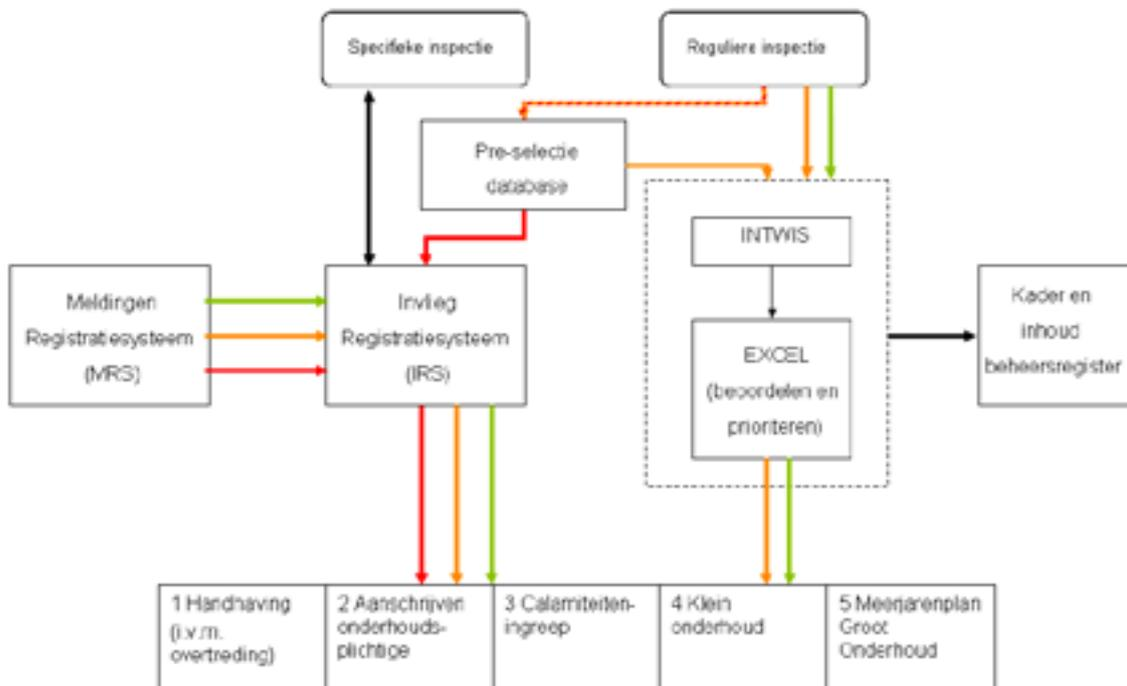 Specifieke inspectie
Reguliere inspectie
Pre-selectie
database
INTWIS
Meldingen
Registratiesysteem
(MRS)
Invlieg
Registratiesysteem
(IRS)
EXCEL
(beoordelen en
prioriteren)
Kader en
inhoud
beheersregister
1 Handhaving
(i.v.m.
overtreding)
2 Aanschrijven
onderhouds-
plichtige
3 Calamiteiten-
ingreep
4 Klein
onderhoud
5 Meerjarenplan
Groot
Onderhoud